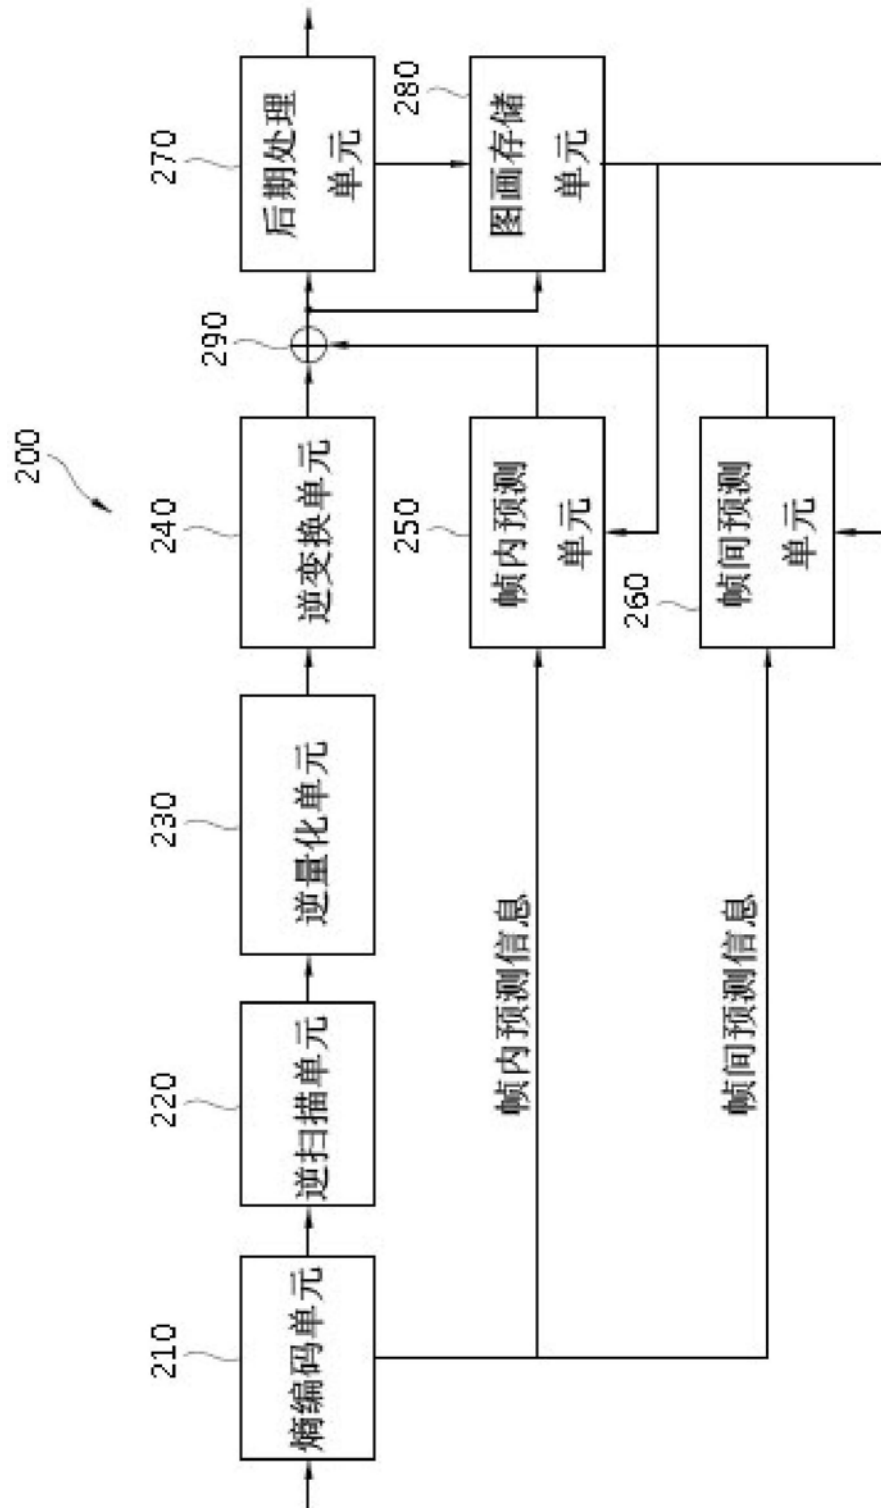 200
210
熵编码单元
220
逆扫描单元
230
逆量化单元
240
逆变换单元
290
270
后期处理
单元
280
图画存储
单元
帧内预测信息
250
帧内预测
单元
帧间预测信息
260
帧间预测
单元